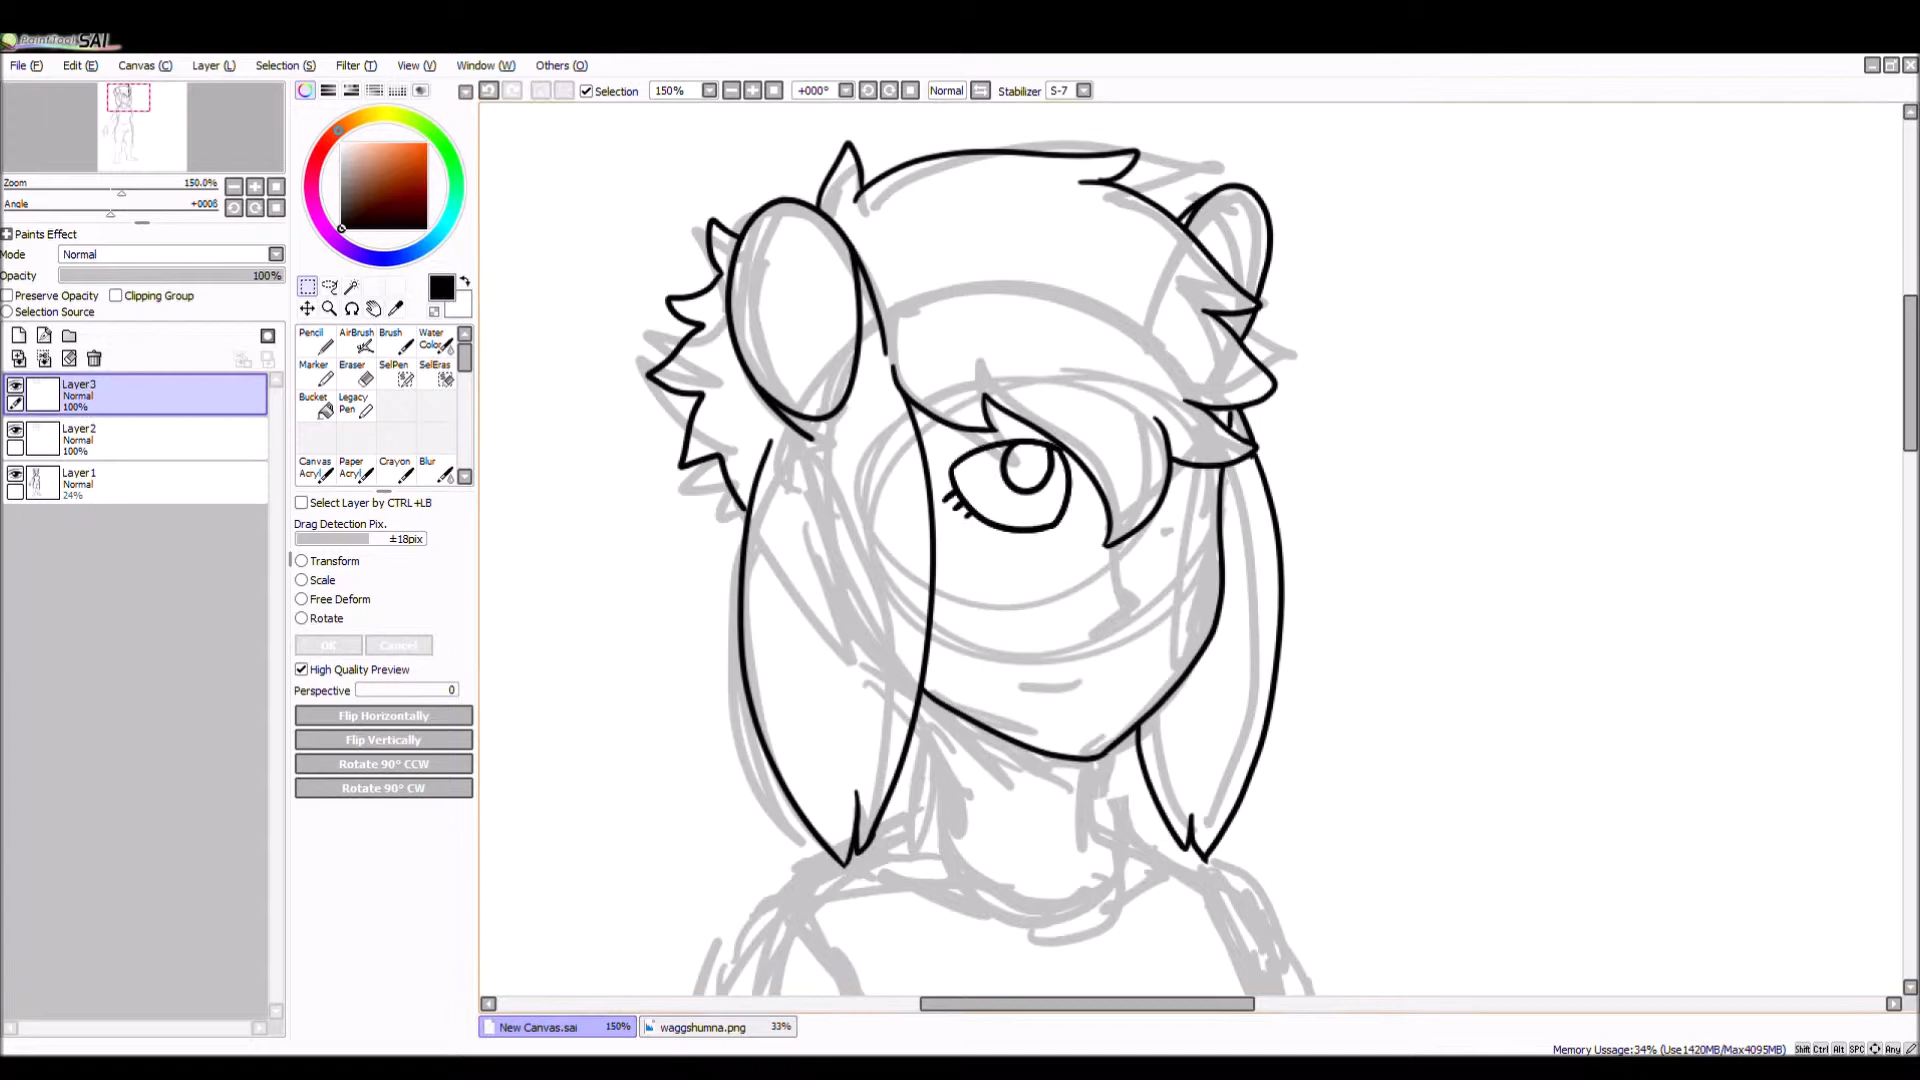 PaintTool SAI
File (F) Edit (E) Canvas (C) Layer (L) Selection (S) Filter (T) View (V) Window (W) Others (O)
Selection 150% +000° Normal Stabilizer S-7
Zoom 150.0%
Angle +000§
Paints Effect
Mode Normal
Opacity 100%
Preserve Opacity Clipping Group
Selection Source
Layer3
Normal
100%
Layer2
Normal
100%
Layer1
Normal
24%
Pencil AirBrush Brush Water Color
Marker Eraser SelPen SelEras
Bucket Legacy Pen
Canvas Acryl Paper Acryl Crayon Blur
Select Layer by CTRL+LB
Drag Detection Pix.
±18pix
Transform
Scale
Free Deform
Rotate
OK Cancel
High Quality Preview
Perspective 0
Flip Horizontally
Flip Vertically
Rotate 90° CCW
Rotate 90° CW
New Canvas.sai 150% waggshumna.png 33%
Memory Ussage:34% (Use1420MB/Max4095MB) Shift Ctrl Alt SPC Any